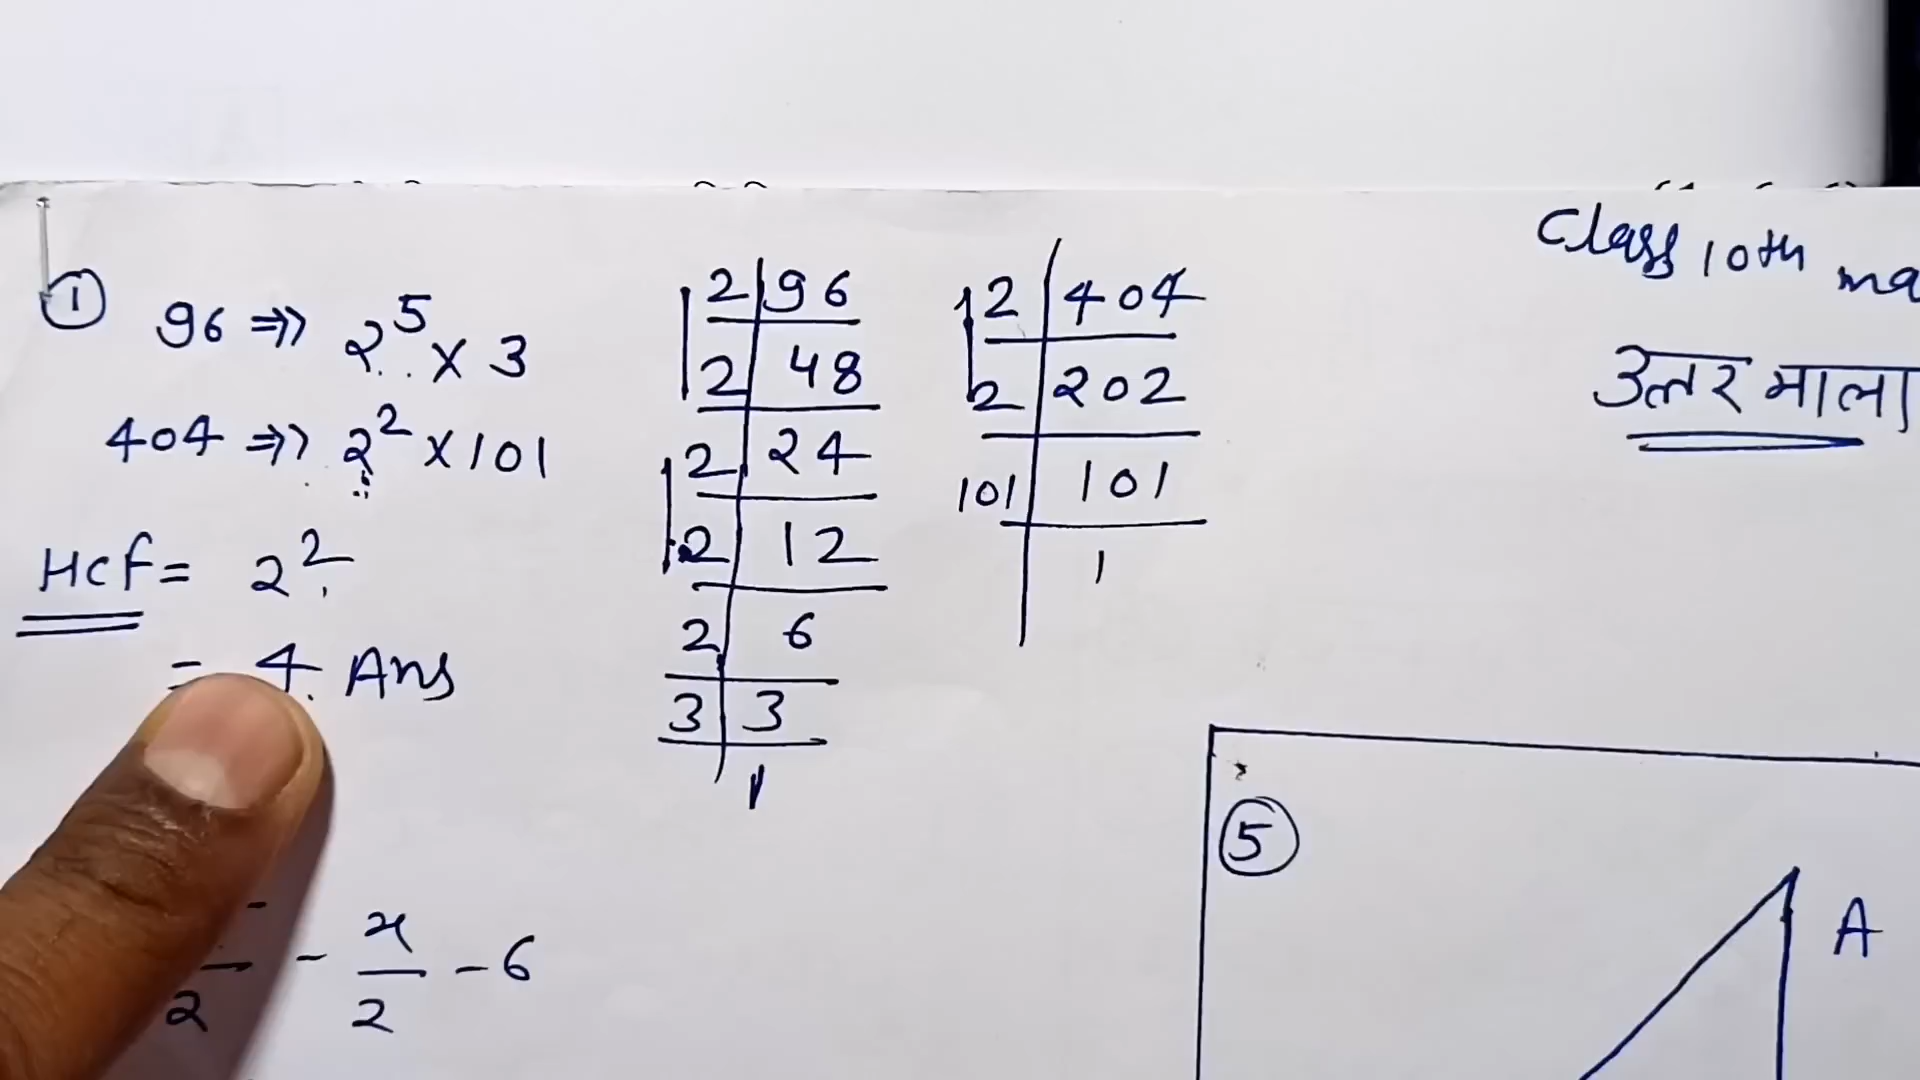 Class 10th
उत्तर माला
①
96 ⇒ 2⁵ × 3
404 ⇒ 2² × 101
HCF = 2²
= 4 Ans
2 | 96
2 | 48
2 | 24
2 | 12
2 | 6
3 | 3
1
2 | 404
2 | 202
101 | 101
1
2 - x/2 - 6
⑤
A